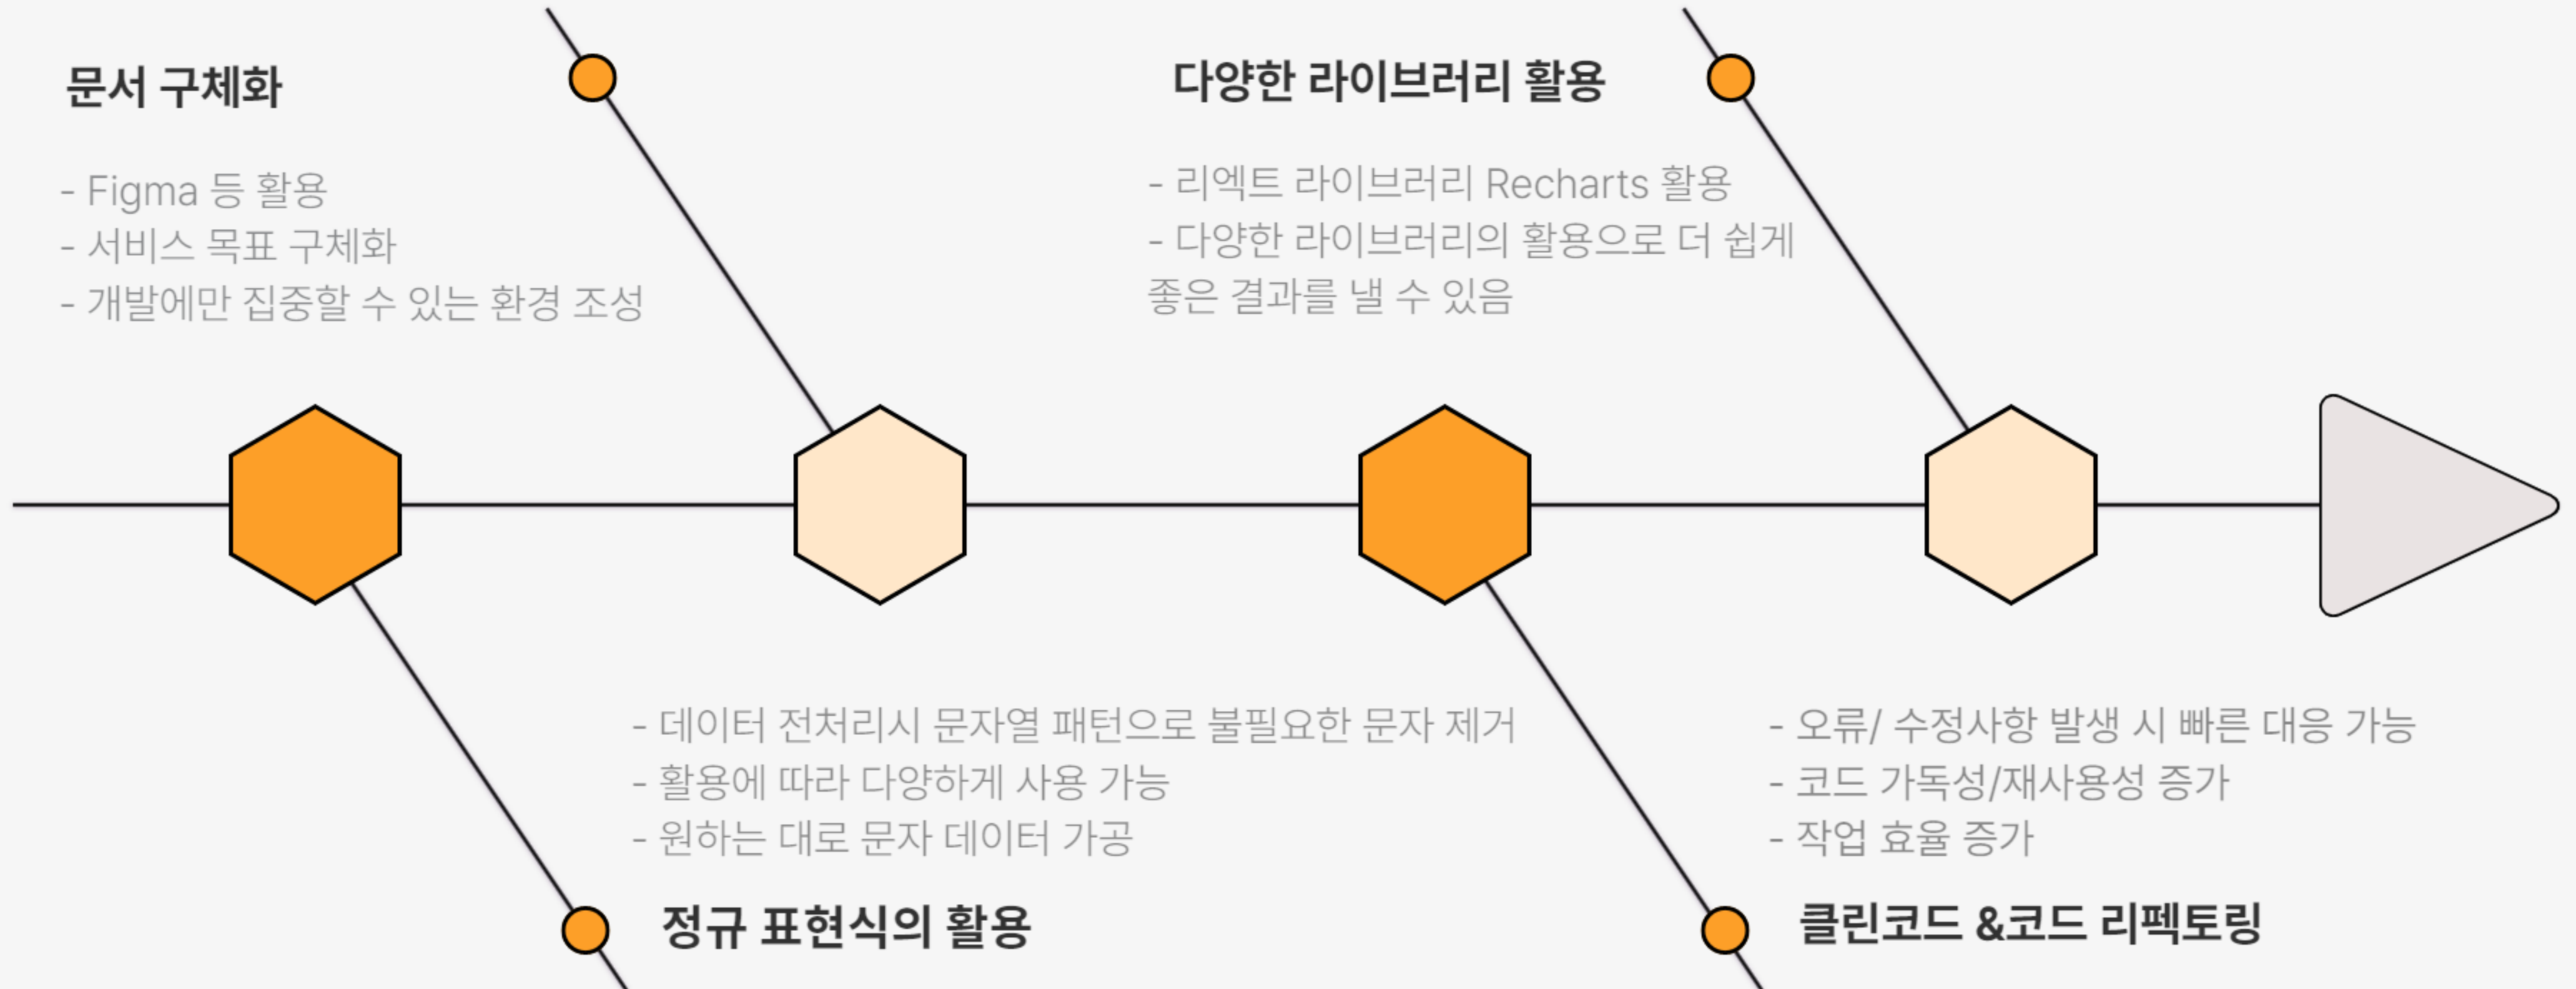 문서 구체화
- Figma 등 활용
- 서비스 목표 구체화
- 개발에만 집중할 수 있는 환경 조성
다양한 라이브러리 활용
- 리엑트 라이브러리 Recharts 활용
- 다양한 라이브러리의 활용으로 더 쉽게
좋은 결과를 낼 수 있음
- 데이터 전처리시 문자열 패턴으로 불필요한 문자 제거
- 활용에 따라 다양하게 사용 가능
- 원하는 대로 문자 데이터 가공
정규 표현식의 활용
- 오류/ 수정사항 발생 시 빠른 대응 가능
- 코드 가독성/재사용성 증가
- 작업 효율 증가
클린코드 &코드 리펙토링